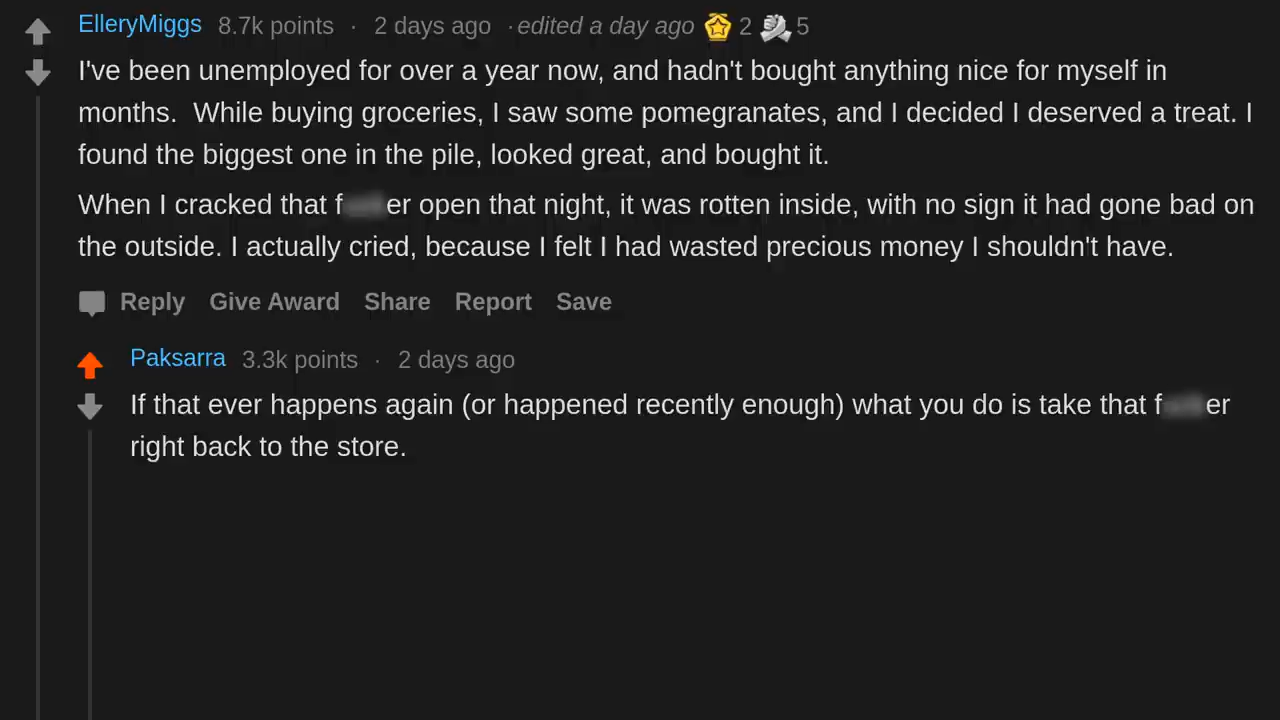 ElleryMiggs 8.7k points · 2 days ago · edited a day ago 2 5
I've been unemployed for over a year now, and hadn't bought anything nice for myself in
months. While buying groceries, I saw some pomegranates, and I decided I deserved a treat. I
found the biggest one in the pile, looked great, and bought it.
When I cracked that f er open that night, it was rotten inside, with no sign it had gone bad on
the outside. I actually cried, because I felt I had wasted precious money I shouldn't have.
Reply Give Award Share Report Save
Paksarra 3.3k points · 2 days ago
If that ever happens again (or happened recently enough) what you do is take that f er
right back to the store.